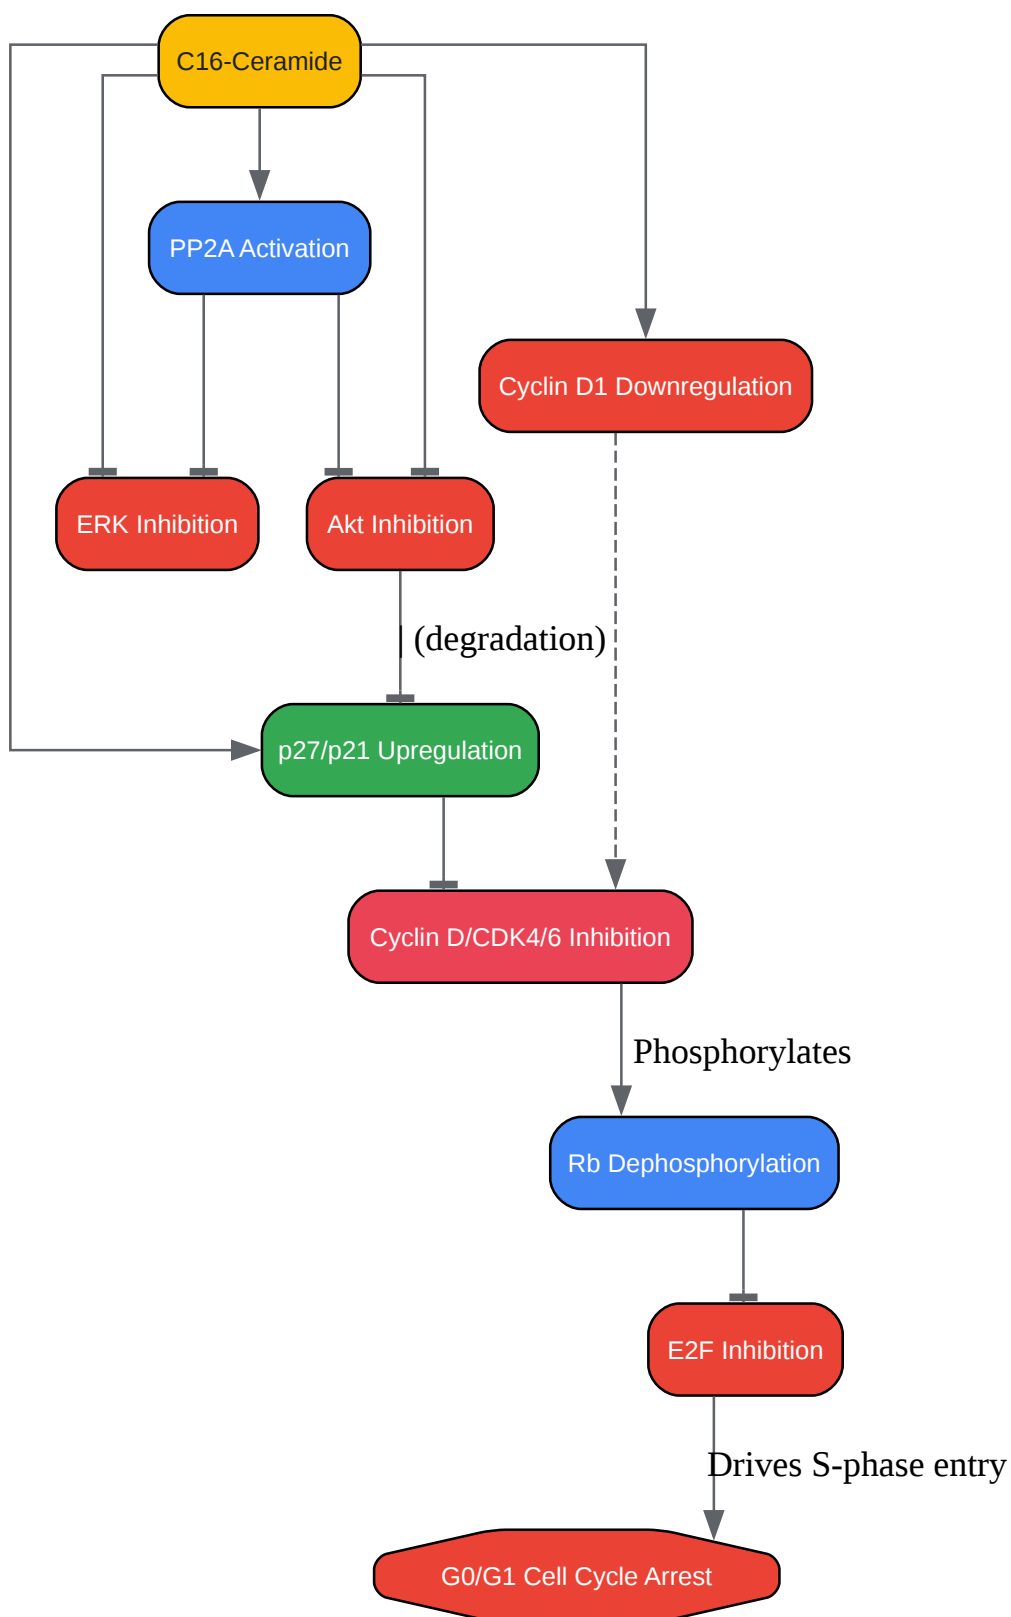 C16-Ceramide
PP2A Activation
Cyclin D1 Downregulation
ERK Inhibition
Akt Inhibition
| (degradation)
p27/p21 Upregulation
Cyclin D/CDK4/6 Inhibition
Phosphorylates
Rb Dephosphorylation
E2F Inhibition
Drives S-phase entry
G0/G1 Cell Cycle Arrest